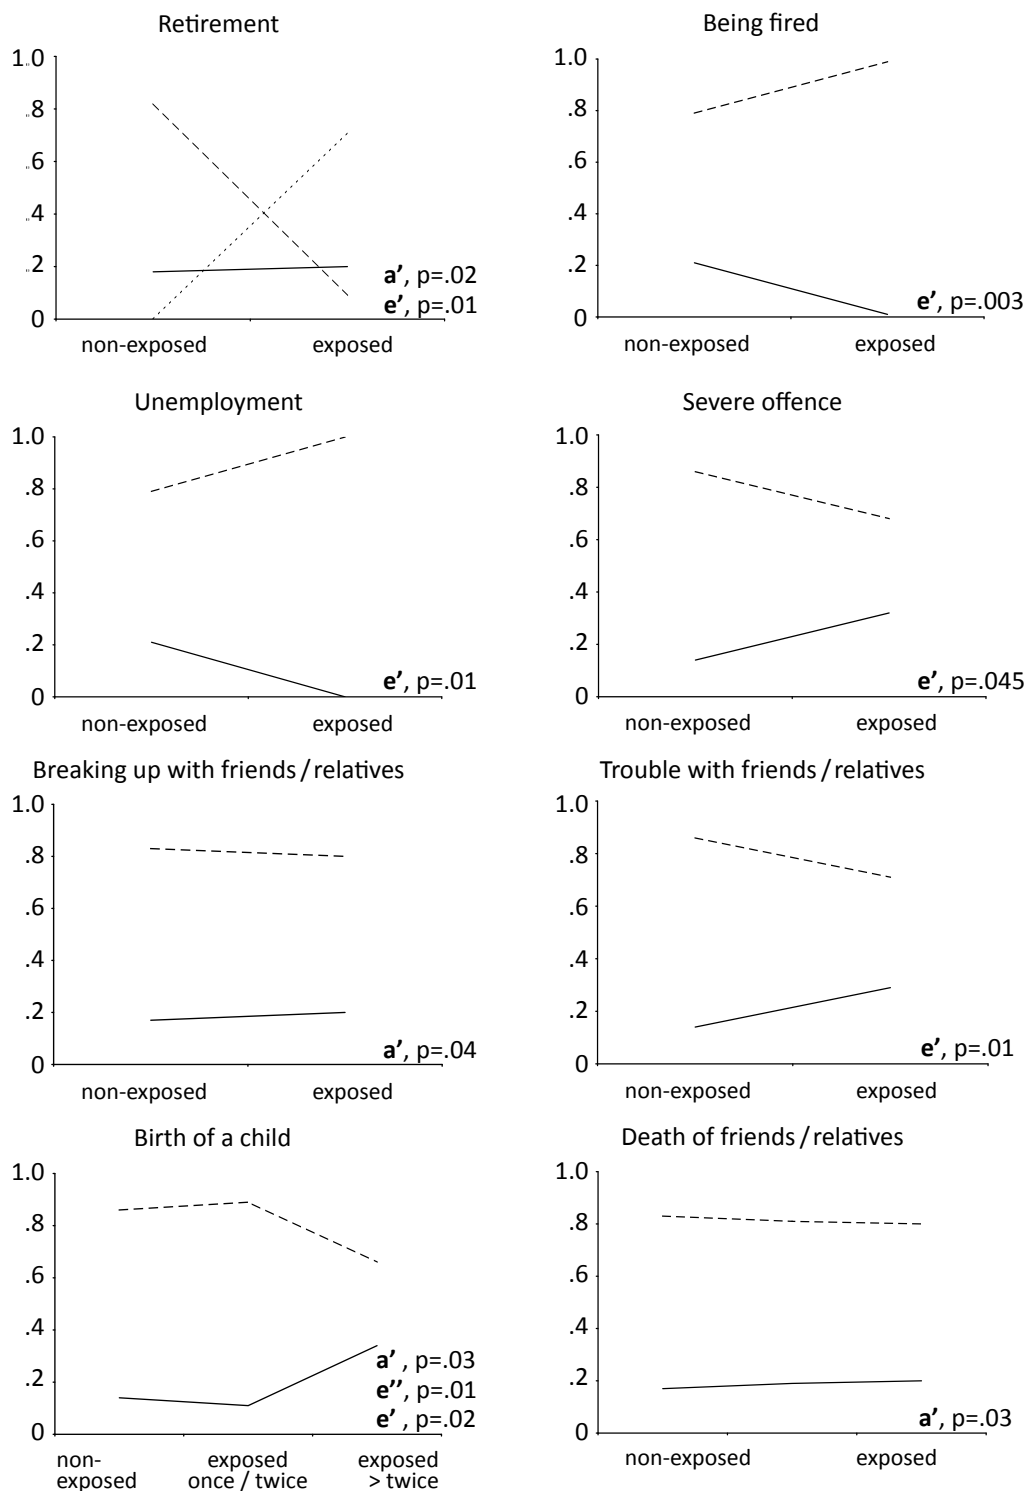 Retirement
1.0
.8
.6
.4
.2
0
a’, p=.02
e’, p=.01
non-exposed exposed
Being fired
1.0
.8
.6
.4
.2
0
e’, p=.003
non-exposed exposed
Unemployment
1.0
.8
.6
.4
.2
0
e’, p=.01
non-exposed exposed
Severe offence
1.0
.8
.6
.4
.2
0
e’, p=.045
non-exposed exposed
Breaking up with friends/relatives
1.0
.8
.6
.4
.2
0
a’, p=.04
non-exposed exposed
Trouble with friends/relatives
1.0
.8
.6
.4
.2
0
e’, p=.01
non-exposed exposed
Birth of a child
1.0
.8
.6
.4
.2
0
a’ , p=.03
e’’, p=.01
e’ , p=.02
non- exposed exposed
exposed once / twice > twice
Death of friends/relatives
1.0
.8
.6
.4
.2
0
a’, p=.03
non-exposed exposed